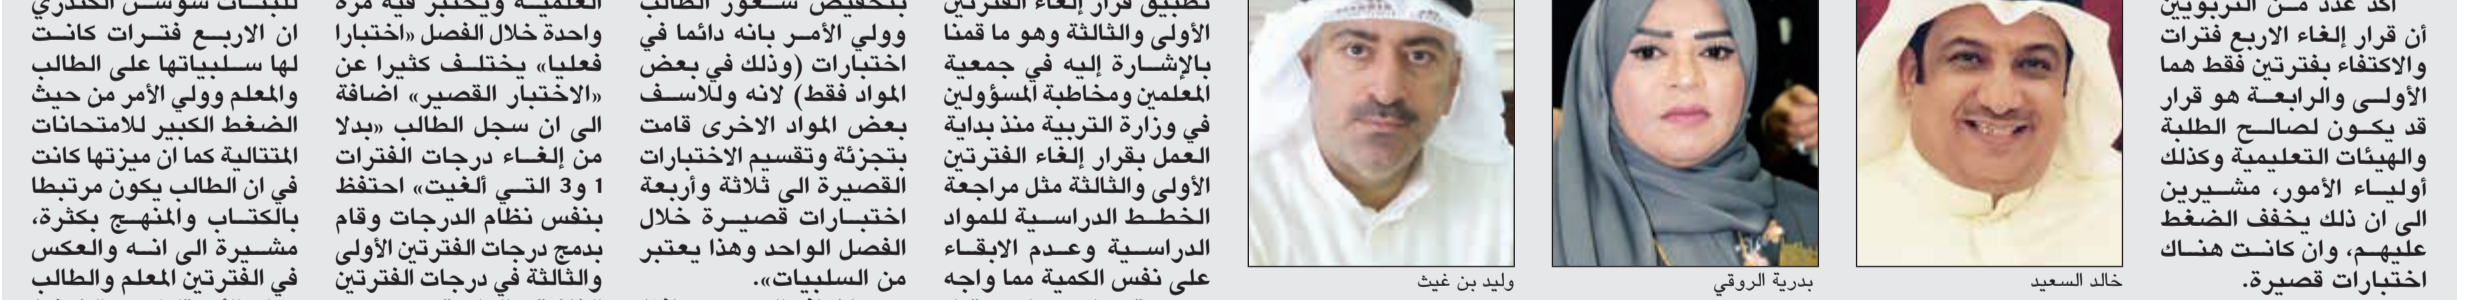 أكد عدد من التربويين
أن قرار إلغاء الاربع فترات
والاكتفاء بفترتين فقط هما
الأولى والرابعة هو قرار
قد يكون لصالح الطلبة
والهيئات التعليمية وكذلك
أولياء الأمور، مشيرين
الى ان ذلك يخفف الضغط
عليهم، وان كانت هناك
اختبارات قصيرة.
خالد السعيد
بدرية الروقي
وليد بن غيث
تطبيق قرار إلغاء الفترتين
الأولى والثالثة وهو ما قمنا
بالإشارة إليه في جمعية
المعلمين ومخاطبة المسؤولين
في وزارة التربية منذ بداية
العمل بقرار إلغاء الفترتين
الأولى والثالثة مثل مراجعة
الخطط الدراسية للمواد
الدراسية وعدم الابقاء
على نفس الكمية مما واجه
بتخفيض شعور الطالب
وولي الأمر بانه دائما في
اختبارات (وذلك في بعض
المواد فقط) لانه وللاسف
بعض المواد الاخرى قامت
بتجزئة وتقسيم الاختبارات
القصيرة الى ثلاثة وأربعة
اختبارات قصيرة خلال
الفصل الواحد وهذا يعتبر
من السلبيات».
العلمية ويختبر فيه مرة
واحدة خلال الفصل «اختبارا
فعليا» يختلف كثيرا عن
«الاختبار القصير» اضافة
الى ان سجل الطالب «بدلا
من إلغاء درجات الفترات
1 و3 التي ألغيت» احتفظ
بنفس نظام الدرجات وقام
بدمج درجات الفترتين الأولى
والثالثة في درجات الفترتين
للبنات سوسن الكندري
ان الاربع فترات كانت
لها سلبياتها على الطالب
والمعلم وولي الأمر من حيث
الضغط الكبير للامتحانات
المتتالية كما ان ميزتها كانت
في ان الطالب يكون مرتبطا
بالكتاب والمنهج بكثرة،
مشيرة الى انه والعكس
في الفترتين المعلم والطالب